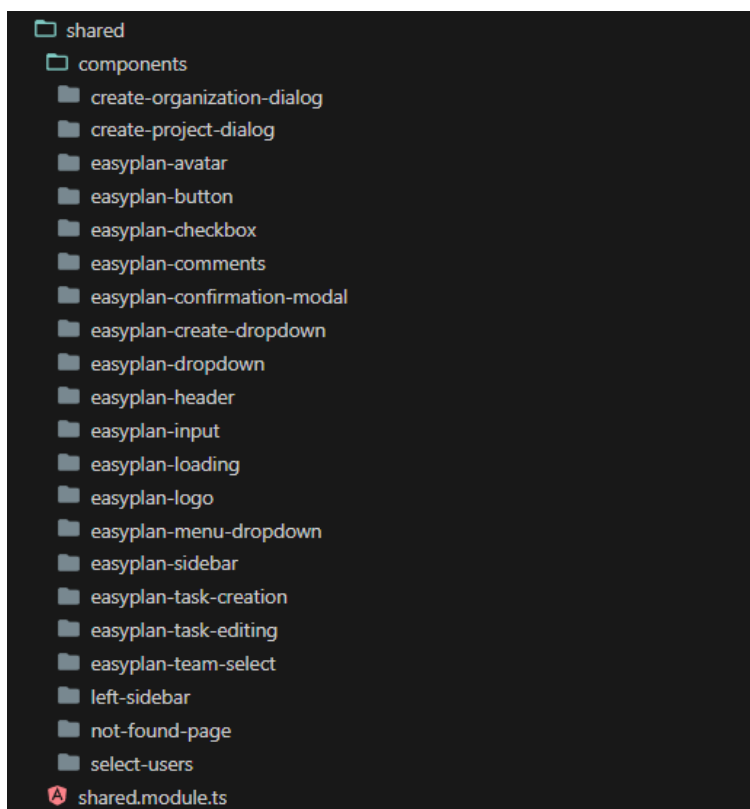 shared
components
create-organization-dialog
create-project-dialog
easyplan-avatar
easyplan-button
easyplan-checkbox
easyplan-comments
easyplan-confirmation-modal
easyplan-create-dropdown
easyplan-dropdown
easyplan-header
easyplan-input
easyplan-loading
easyplan-logo
easyplan-menu-dropdown
easyplan-sidebar
easyplan-task-creation
easyplan-task-editing
easyplan-team-select
left-sidebar
not-found-page
select-users
A shared.module.ts